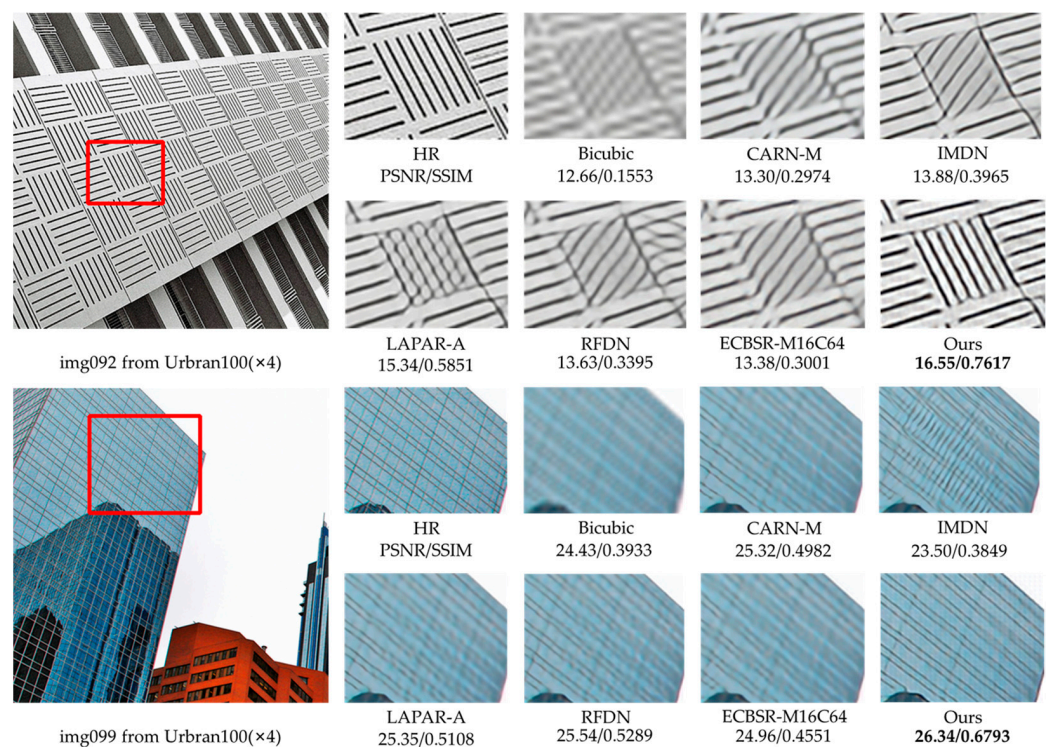 HR Bicubic CARN-M IMDN
PSNR/SSIM 12.66/0.1553 13.30/0.2974 13.88/0.3965
LAPAR-A RFDN ECBSR-M16C64 Ours
img092 from Urbran100(×4) 15.34/0.5851 13.63/0.3395 13.38/0.3001 16.55/0.7617
HR Bicubic CARN-M IMDN
PSNR/SSIM 24.43/0.3933 25.32/0.4982 23.50/0.3849
LAPAR-A RFDN ECBSR-M16C64 Ours
img099 from Urbran100(×4) 25.35/0.5108 25.54/0.5289 24.96/0.4551 26.34/0.6793